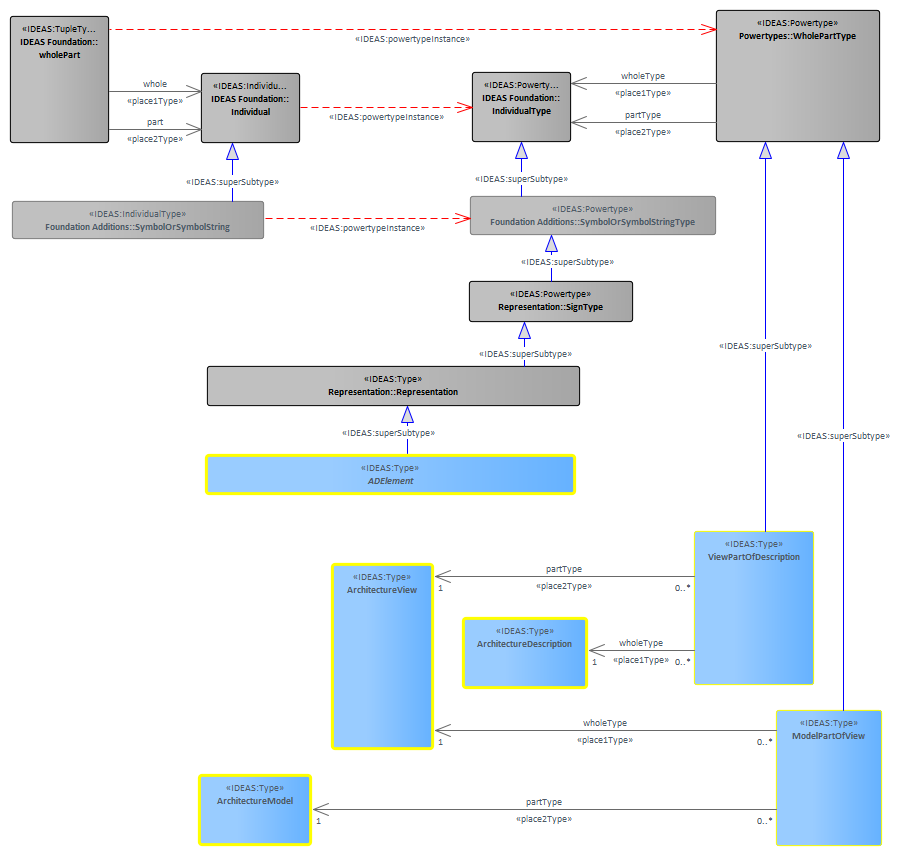 «IDEAS:TupleTy...
IDEAS Foundation::
wholePart
«IDEAS:powertypeInstance»
«IDEAS:Powertype»
Powertypes::WholePartType
whole
«place1Type»
part
«place2Type»
«IDEAS:Individu...
IDEAS Foundation::
Individual
«IDEAS:powertypeInstance»
«IDEAS:Powerty...
IDEAS Foundation::
IndividualType
wholeType
«place1Type»
partType
«place2Type»
«IDEAS:superSubtype»
«IDEAS:superSubtype»
«IDEAS:IndividualType»
Foundation Additions::SymbolOrSymbolString
«IDEAS:powertypeInstance»
«IDEAS:Powertype»
Foundation Additions::SymbolOrSymbolStringType
«IDEAS:superSubtype»
«IDEAS:Powertype»
Representation::SignType
«IDEAS:superSubtype»
«IDEAS:superSubtype»
«IDEAS:Type»
Representation::Representation
«IDEAS:superSubtype»
«IDEAS:superSubtype»
«IDEAS:Type»
ADElement
«IDEAS:Type»
ViewPartOfDescription
«IDEAS:Type»
ArchitectureView
partType
«place2Type»
1
0..*
«IDEAS:Type»
ArchitectureDescription
wholeType
«place1Type»
1
0..*
«IDEAS:Type»
ModelPartOfView
wholeType
«place1Type»
1
0..*
«IDEAS:Type»
ArchitectureModel
partType
«place2Type»
1
0..*